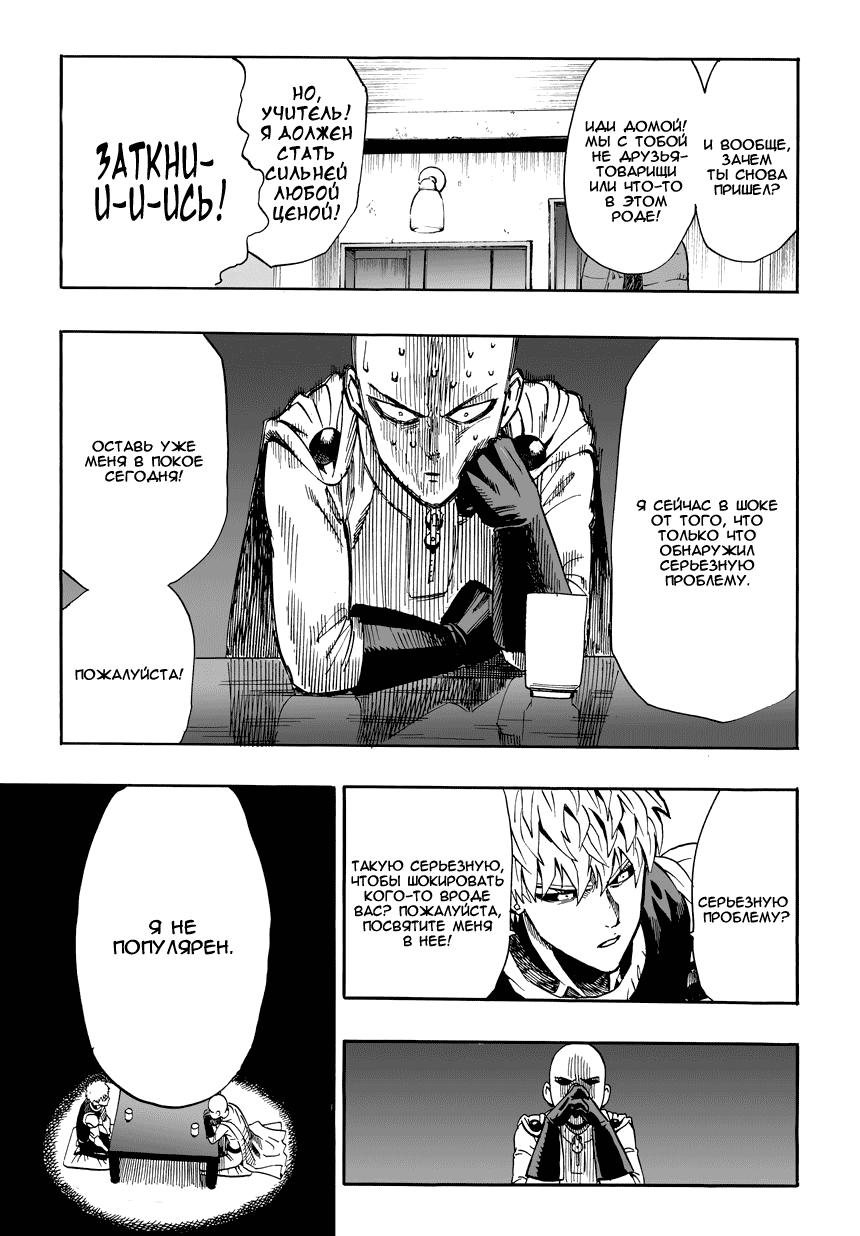 И ВООБЩЕ,
ЗАЧЕМ
ТЫ СНОВА
ПРИШЕЛ?
ИДИ ДОМОЙ!
МЫ С ТОБОЙ
НЕ ДРУЗЬЯ-
ТОВАРИЩИ
ИЛИ ЧТО-ТО
В ЭТОМ
РОДЕ!
НО,
УЧИТЕЛЬ!
Я ДОЛЖЕН
СТАТЬ
СИЛЬНЕЙ
ЛЮБОЙ
ЦЕНОЙ!
ЗАТКНИ-
И-И-ИСЬ!
Я СЕЙЧАС В ШОКЕ
ОТ ТОГО, ЧТО
ТОЛЬКО ЧТО
ОБНАРУЖИЛ
СЕРЬЕЗНУЮ
ПРОБЛЕМУ.
ОСТАВЬ УЖЕ
МЕНЯ В ПОКОЕ
СЕГОДНЯ!
ПОЖАЛУЙСТА!
СЕРЬЕЗНУЮ
ПРОБЛЕМУ?
ТАКУЮ СЕРЬЕЗНУЮ,
ЧТОБЫ ШОКИРОВАТЬ
КОГО-ТО ВРОДЕ
ВАС? ПОЖАЛУЙСТА,
ПОСВЯТИТЕ МЕНЯ
В НЕЕ!
Я НЕ
ПОПУЛЯРЕН.